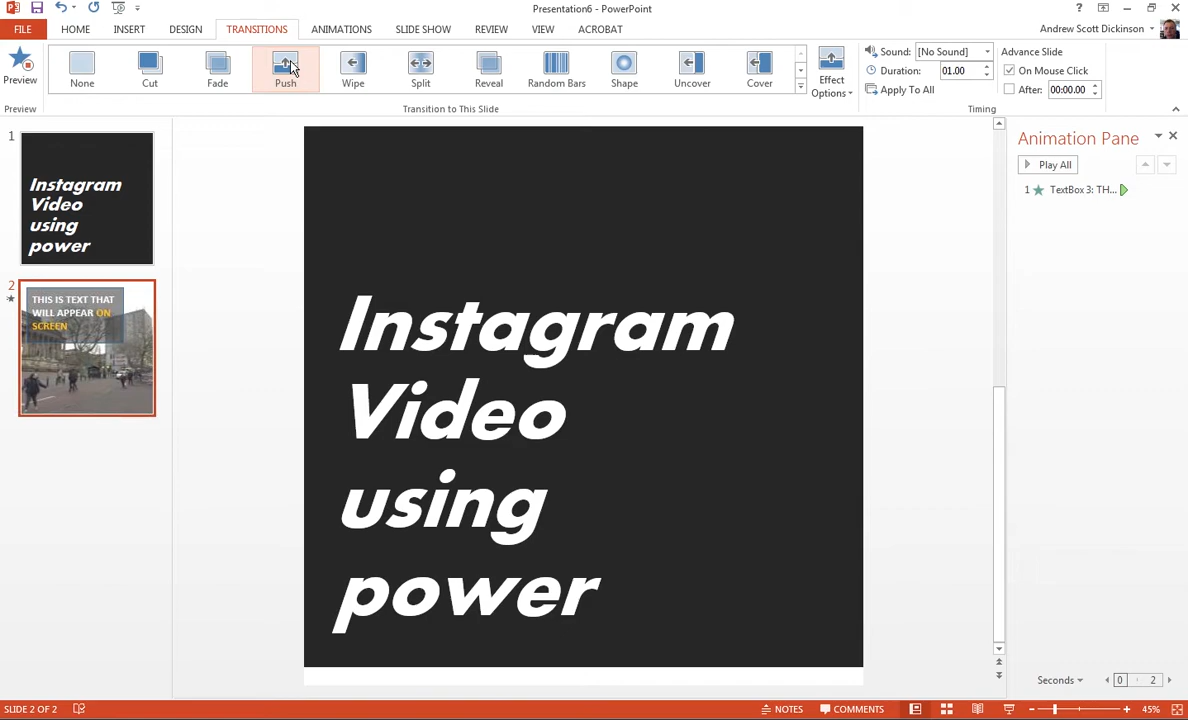 Presentation6 - PowerPoint
FILE
HOME
INSERT
DESIGN
TRANSITIONS
ANIMATIONS
SLIDE SHOW
REVIEW
VIEW
ACROBAT
Andrew Scott Dickinson
Preview
None
Cut
Fade
Push
Wipe
Split
Reveal
Random Bars
Shape
Uncover
Cover
Effect
Options
Sound:
[No Sound]
Duration:
01.00
Apply To All
Advance Slide
On Mouse Click
After:
00:00.00
Preview
Transition to This Slide
Timing
1
Instagram
Video
using
power
2
THIS IS TEXT THAT
WILL APPEAR ON
SCREEN
Instagram
Video
using
power
Animation Pane
Play All
1
TextBox 3: TH...
Seconds
0
2
SLIDE 2 OF 2
NOTES
COMMENTS
45%